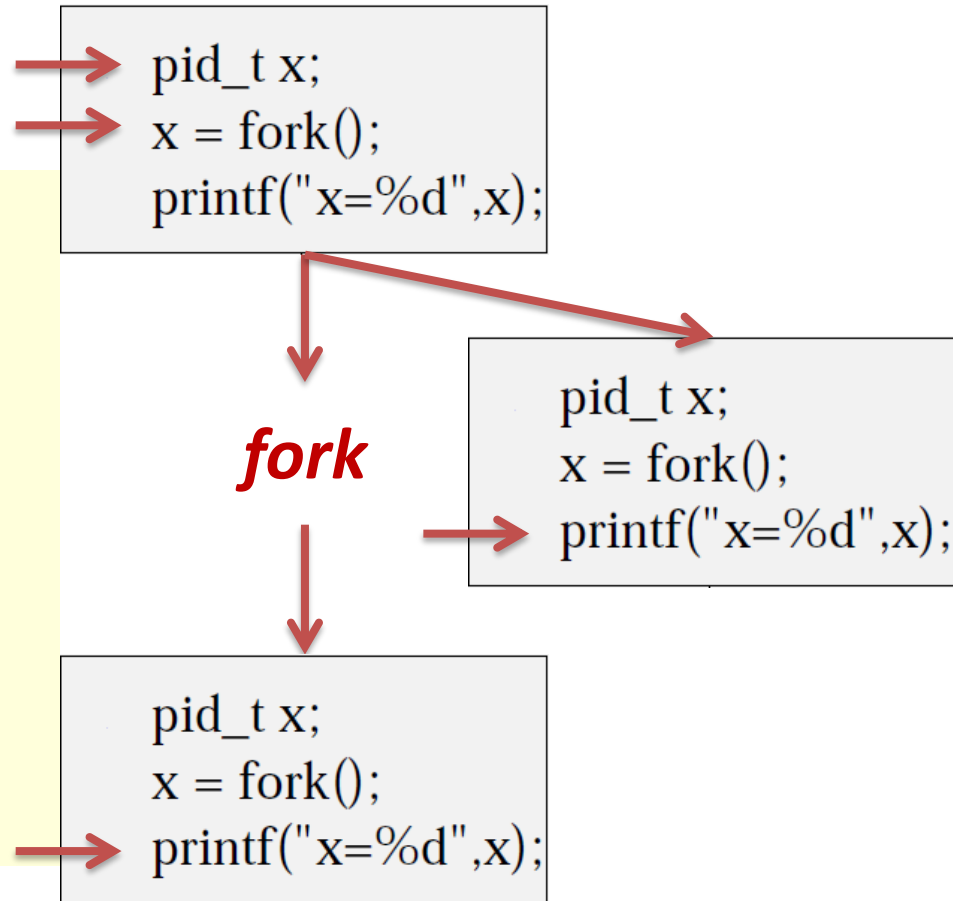 pid_t x;
x = fork();
printf("x=%d",x);
fork
pid_t x;
x = fork();
printf("x=%d",x);
pid_t x;
x = fork();
printf("x=%d",x);